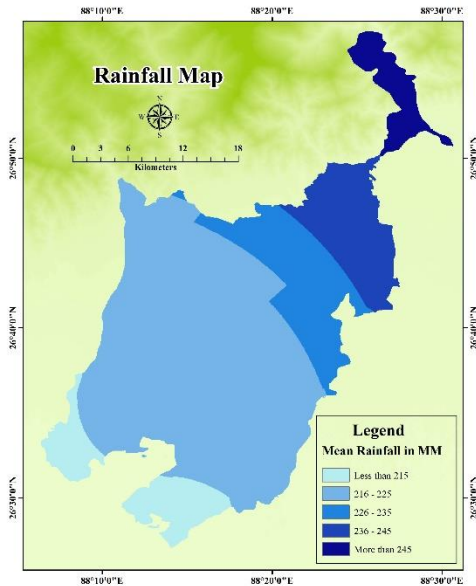 88°10'0"E 88°20'0"E 88°30'0"E
Rainfall Map
N
W E
S
0 3 6 12 18
Kilometers
26°50'0"N 26°50'0"N
26°40'0"N 26°40'0"N
26°30'0"N 26°30'0"N
Legend
Mean Rainfall in MM
Less than 215
216 - 225
226 - 235
236 - 245
More than 245
88°10'0"E 88°20'0"E 88°30'0"E